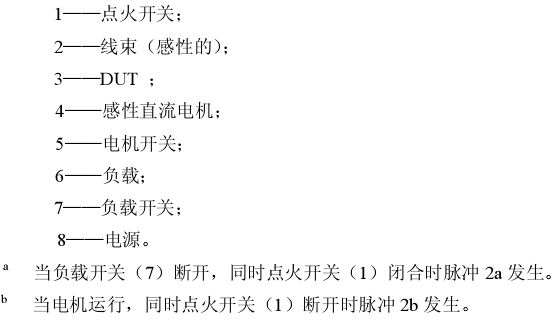 1——点火开关；
2——线束（感性的）；
3——DUT ；
4——感性直流电机；
5——电机开关；
6——负载；
7——负载开关；
8——电源。
a 当负载开关（7）断开，同时点火开关（1）闭合时脉冲 2a 发生。
b 当电机运行，同时点火开关（1）断开时脉冲 2b 发生。